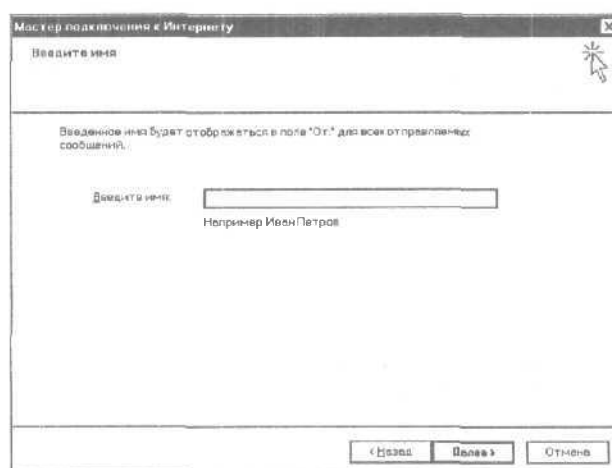 Мастер подключения к Интернету
Введите имя
Введенное имя будет отображаться в поле "От:" для всех отправляемых
сообщений.
Введите имя:
Например: Иван Петров
< Назад
Далее >
Отмена